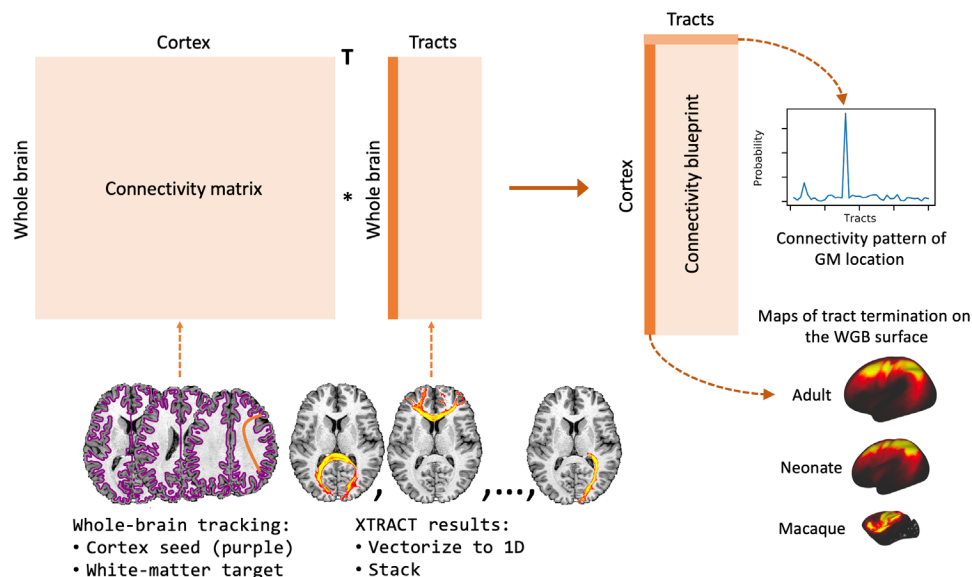 Cortex
T
Tracts
Whole brain
Connectivity matrix
*
Whole brain
Tracts
Cortex
Connectivity blueprint
Probability
Tracts
Connectivity pattern of
GM location
Maps of tract termination on
the WGB surface
Adult
Neonate
Macaque
, , ... ,
Whole-brain tracking:
• Cortex seed (purple)
• White-matter target
XTRACT results:
• Vectorize to 1D
• Stack